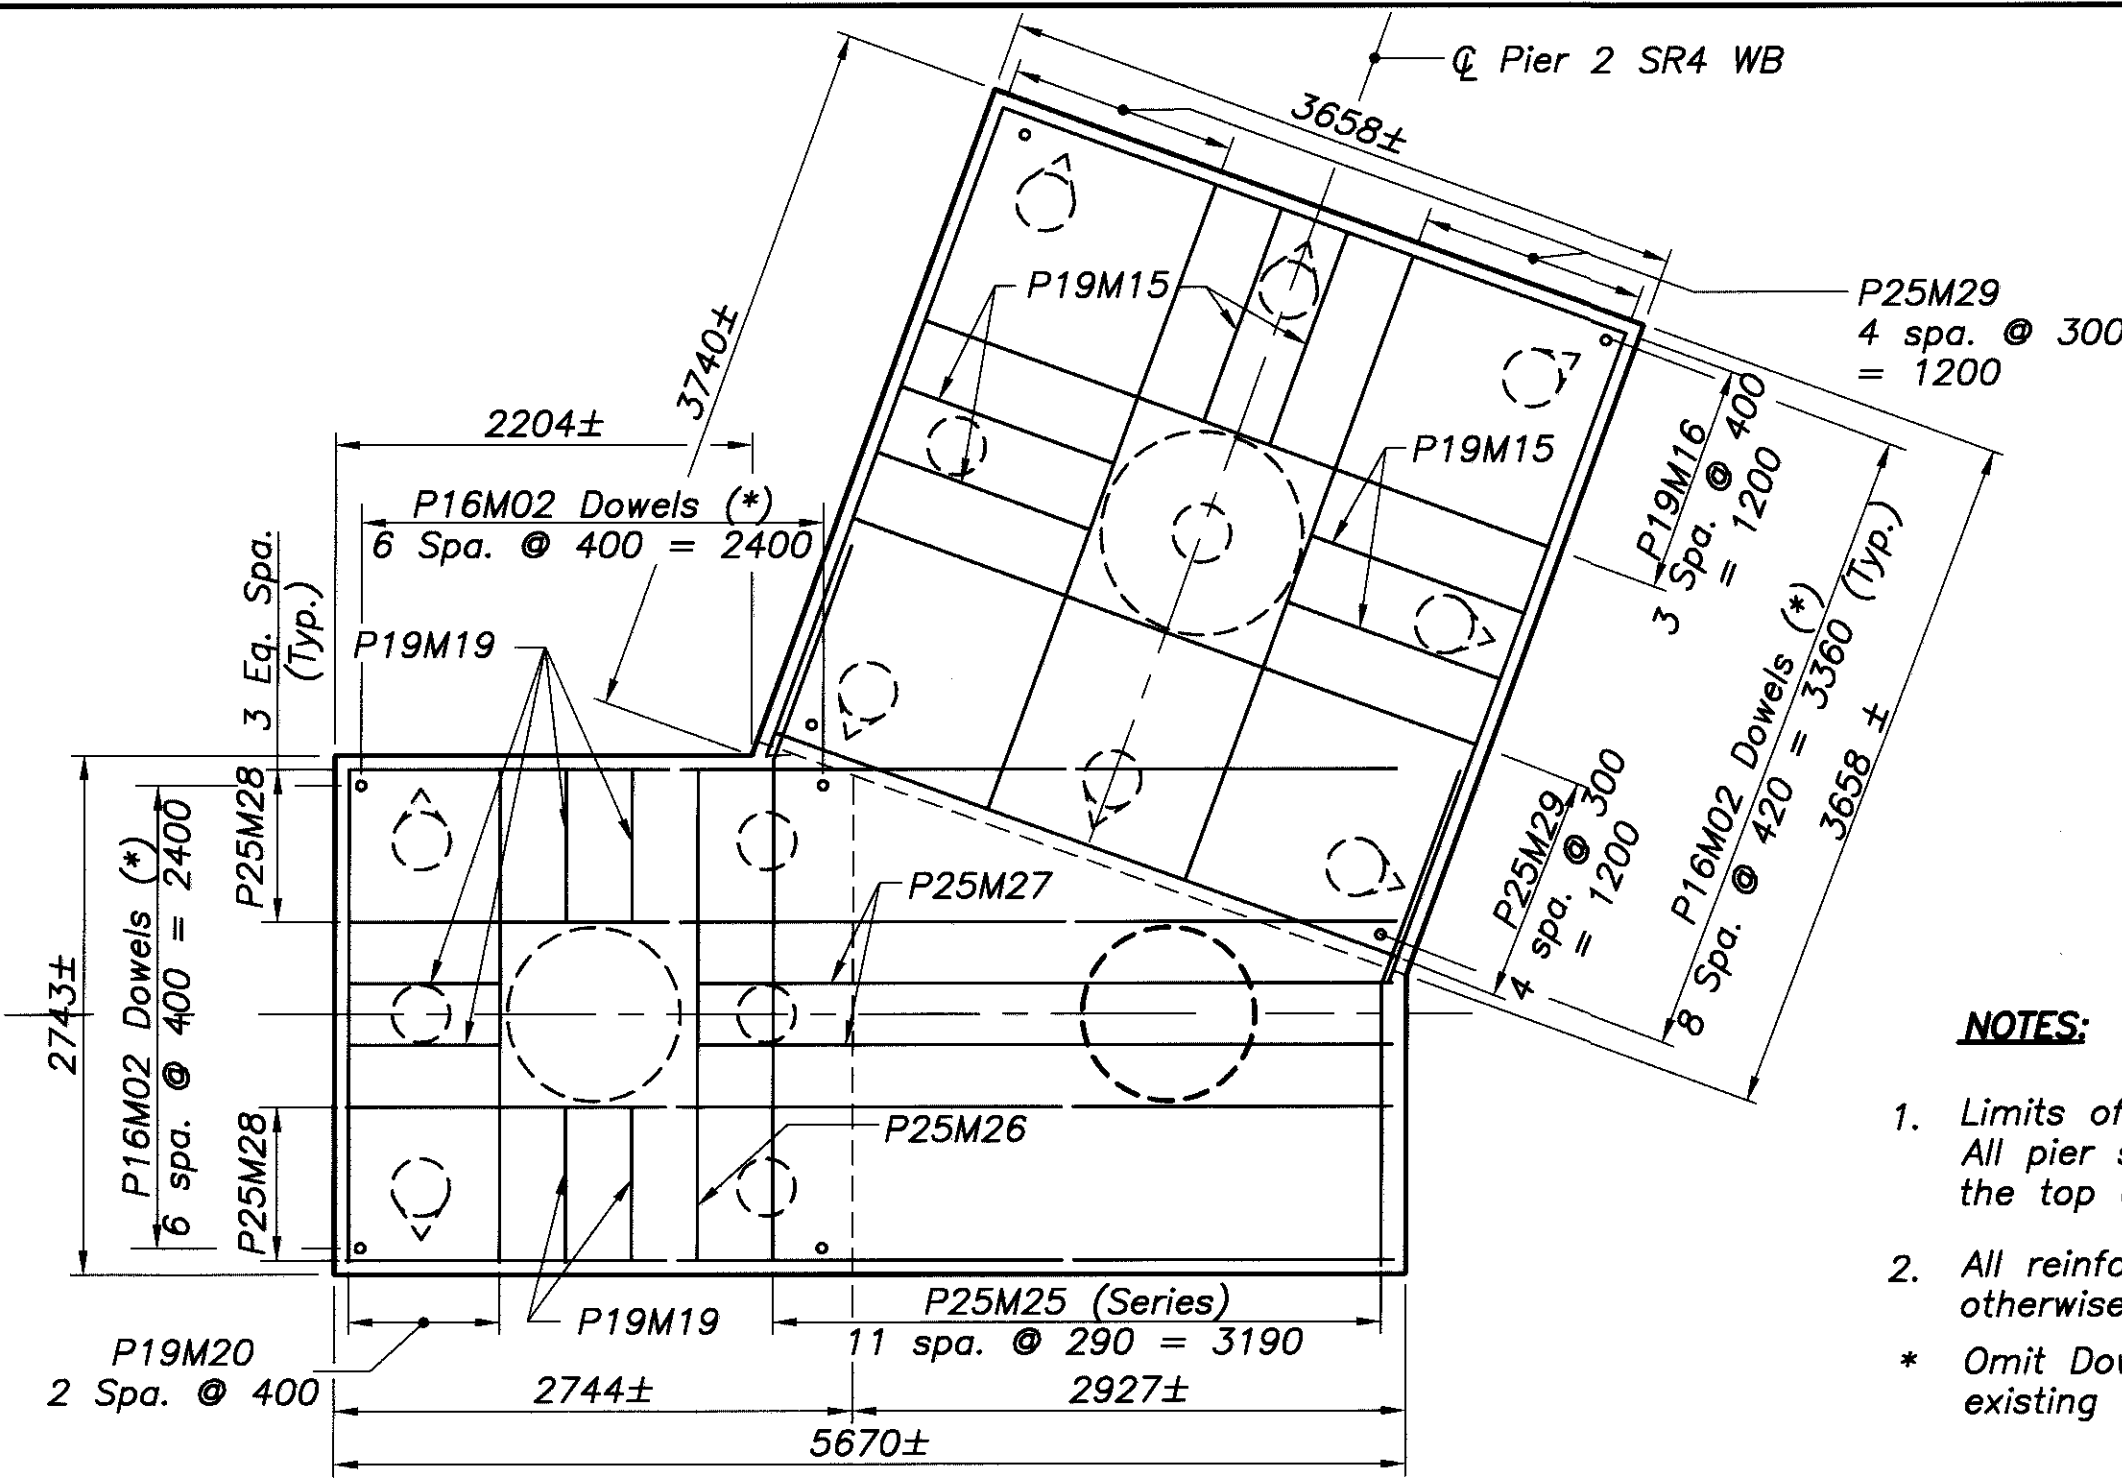 ℄ Pier 2 SR4 WB
3658±
P25M29
4 spa. @ 300
= 1200
P19M15
3740±
P19M15
P19M16
3 Spa. @ 400
= 1200
2204±
P16M02 Dowels (*)
6 Spa. @ 400 = 2400
3 Eq. Spa.
(Typ.)
P19M19
P25M28
P16M02 Dowels (*)
6 spa. @ 400 = 2400
2743±
P25M28
P25M27
P25M26
P25M29
4 spa. @ 300
= 1200
P16M02 Dowels (*)
8 Spa. @ 420 = 3360 (Typ.)
3658 ±
P19M19
P25M25 (Series)
11 spa. @ 290 = 3190
P19M20
2 Spa. @ 400
2744±
2927±
5670±
NOTES:
1. Limits of
All pier
the top
2. All reinfo
otherwise
* Omit Dow
existing